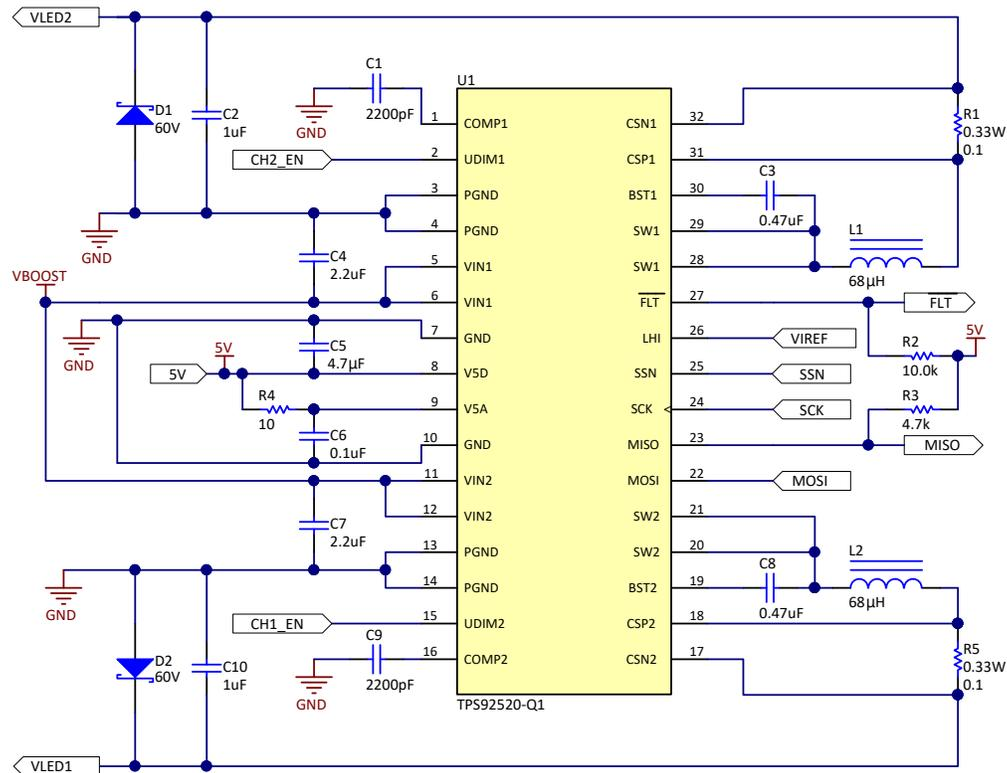 VLED2
C1
2200pF
GND
U1
D1
60V
C2
1uF
R1
0.33W
0.1
CH2_EN
1 COMP1
2 UDIM1
3 PGND
4 PGND
5 VIN1
6 VIN1
7 GND
8 V5D
9 V5A
10 GND
11 VIN2
12 VIN2
13 PGND
14 PGND
15 UDIM2
16 COMP2
CSN1 32
CSP1 31
BST1 30
SW1 29
SW1 28
FLT 27
LHI 26
SSN 25
SCK < 24
MISO 23
MOSI 22
SW2 21
SW2 20
BST2 19
CSP2 18
CSN2 17
TPS92520-Q1
GND
VBOOST
C4
2.2uF
GND
5V
5V
C5
4.7µF
R4
10
C6
0.1uF
C7
2.2uF
GND
CH1_EN
D2
60V
C10
1uF
C9
2200pF
GND
VLED1
C3
0.47uF
L1
68µH
FLT
VIREF
SSN
SCK
R2
10.0k
5V
R3
4.7k
MISO
MOSI
C8
0.47uF
L2
68µH
R5
0.33W
0.1